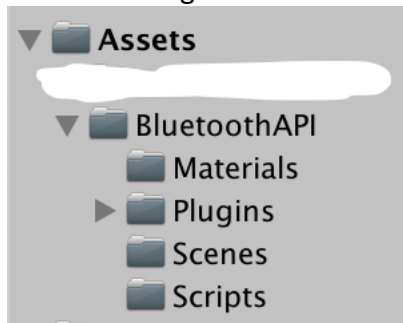 Assets
BluetoothAPI
Materials
Plugins
Scenes
Scripts